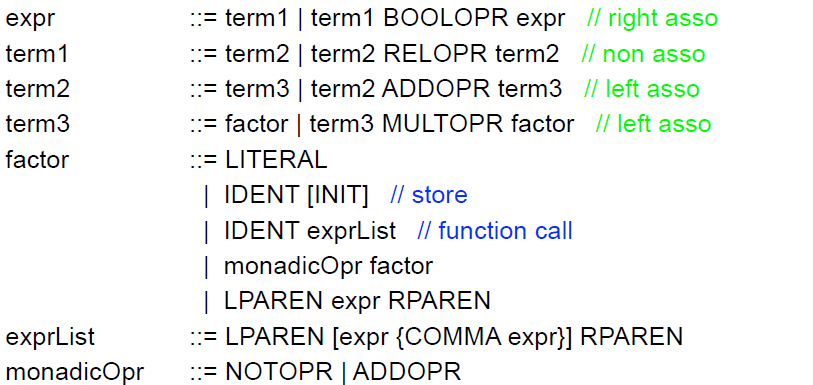 expr ::= term1 | term1 BOOLOPR expr // right asso
term1 ::= term2 | term2 RELOPR term2 // non asso
term2 ::= term3 | term2 ADDOPR term3 // left asso
term3 ::= factor | term3 MULTOPR factor // left asso
factor ::= LITERAL
| IDENT [INIT] // store
| IDENT exprList // function call
| monadicOpr factor
| LPAREN expr RPAREN
exprList ::= LPAREN [expr {COMMA expr}] RPAREN
monadicOpr ::= NOTOPR | ADDOPR